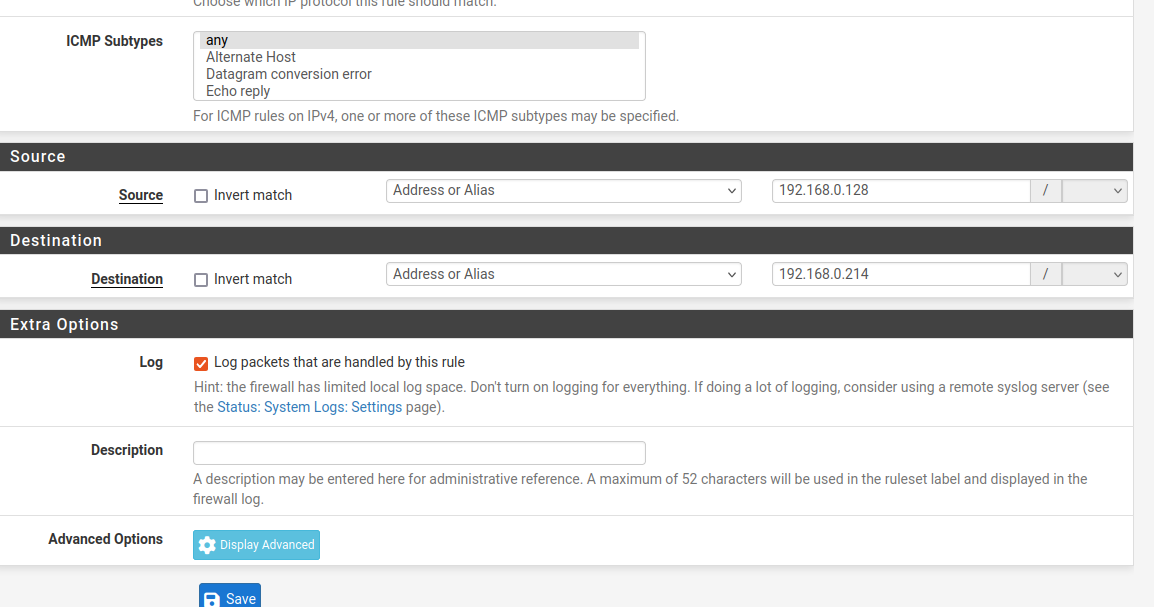 Choose which IP protocol this rule should match.
ICMP Subtypes
any
Alternate Host
Datagram conversion error
Echo reply
For ICMP rules on IPv4, one or more of these ICMP subtypes may be specified.
Source
Source Invert match Address or Alias 192.168.0.128 /
Destination
Destination Invert match Address or Alias 192.168.0.214 /
Extra Options
Log Log packets that are handled by this rule
Hint: the firewall has limited local log space. Don't turn on logging for everything. If doing a lot of logging, consider using a remote syslog server (see
the Status: System Logs: Settings page).
Description
A description may be entered here for administrative reference. A maximum of 52 characters will be used in the ruleset label and displayed in the
firewall log.
Advanced Options Display Advanced
Save